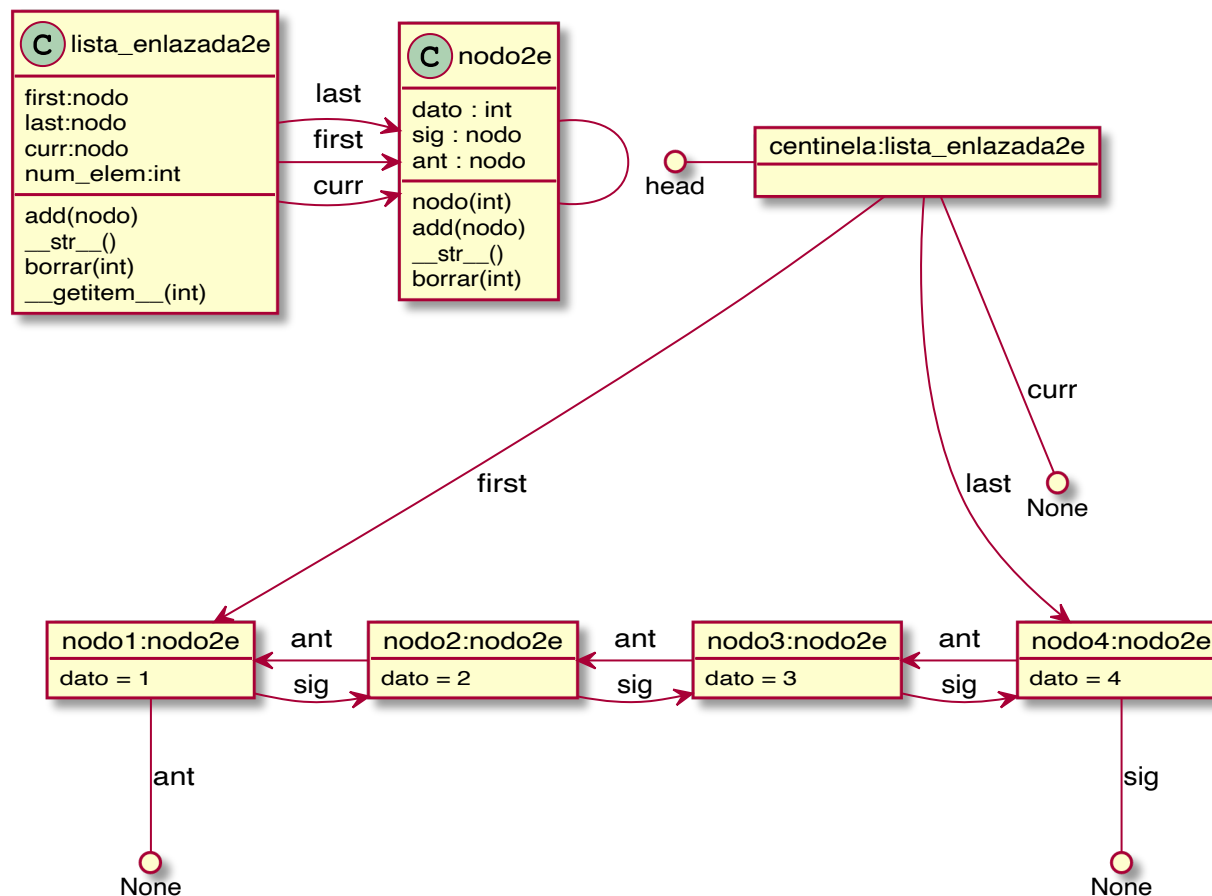 C lista_enlazada2e
first:nodo
last:nodo
curr:nodo
num_elem:int
add(nodo)
__str__()
borrar(int)
__getitem__(int)
last
first
curr
C nodo2e
dato : int
sig : nodo
ant : nodo
nodo(int)
add(nodo)
__str__()
borrar(int)
head
centinela:lista_enlazada2e
first
last
curr
None
nodo1:nodo2e
dato = 1
ant
sig
nodo2:nodo2e
dato = 2
ant
sig
nodo3:nodo2e
dato = 3
ant
sig
nodo4:nodo2e
dato = 4
ant
sig
None
None